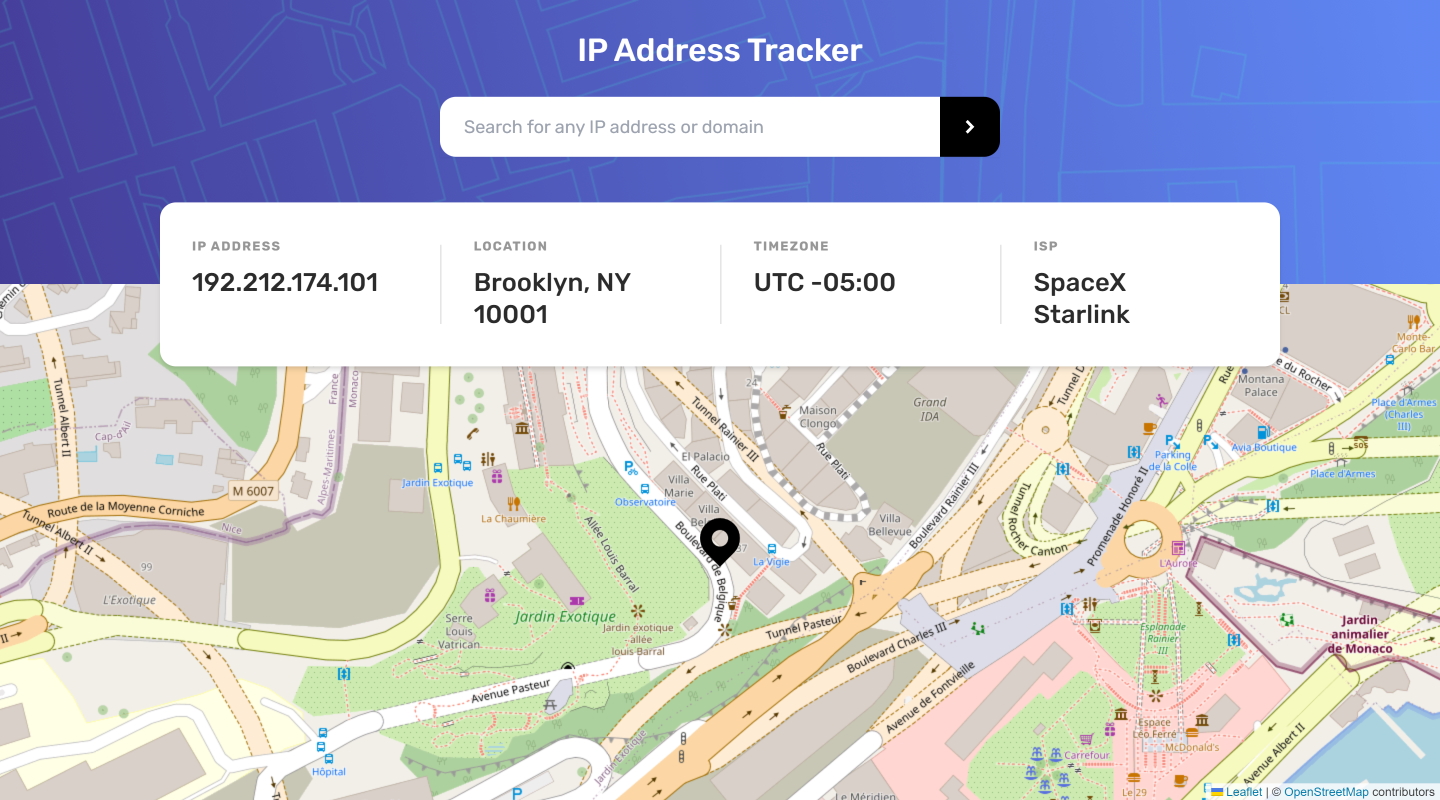 IP Address Tracker
Search for any IP address or domain
IP ADDRESS
192.212.174.101
LOCATION
Brooklyn, NY
10001
TIMEZONE
UTC -05:00
ISP
SpaceX
Starlink
Tunnel Albert II
France
Monaco
Cap-d'Ail
Alpes-Maritimes
M 6007
Route de la Moyenne Corniche
Tunnel Albert II
Nice
99
L'Exotique
II
Jardin Exotique
La Chaumière
Allée Louis Barral
Jardin Exotique
Serre
Louis
Vatrican
Jardin exotique
allée
louis Barral
Avenue Pasteur
Hôpital
Jardin Exotique
Observatoire
El Palacio
Villa
Marie
Rue Plati
Villa
Boulevard de Belgique
37
La Vigie
Tunnel Rainier III
24
Maison
Clongo
Rue Plati
Grand
IDA
Villa
Bellevue
Boulevard Rainier III
Tunnel Pasteur
Boulevard Charles III
Avenue de Fontvieille
Le Méridien
Tunnel Rocher Canton
Promenade Honoré II
Parking
de la Colle
Montana
Palace
e du Rocher
Rue
Avia Boutique
Monte-
Carlo Bar
Place d'Armes
(Charles
III)
SOS
Place d'Armes
L'Aurore
Esplanade
Rainier
III
Jardin
animalier
de Monaco
Espace
Léo Ferré
McDonald's
Carrefour
Le 29
Avenue Albert II
Leaflet | © OpenStreetMap contributors